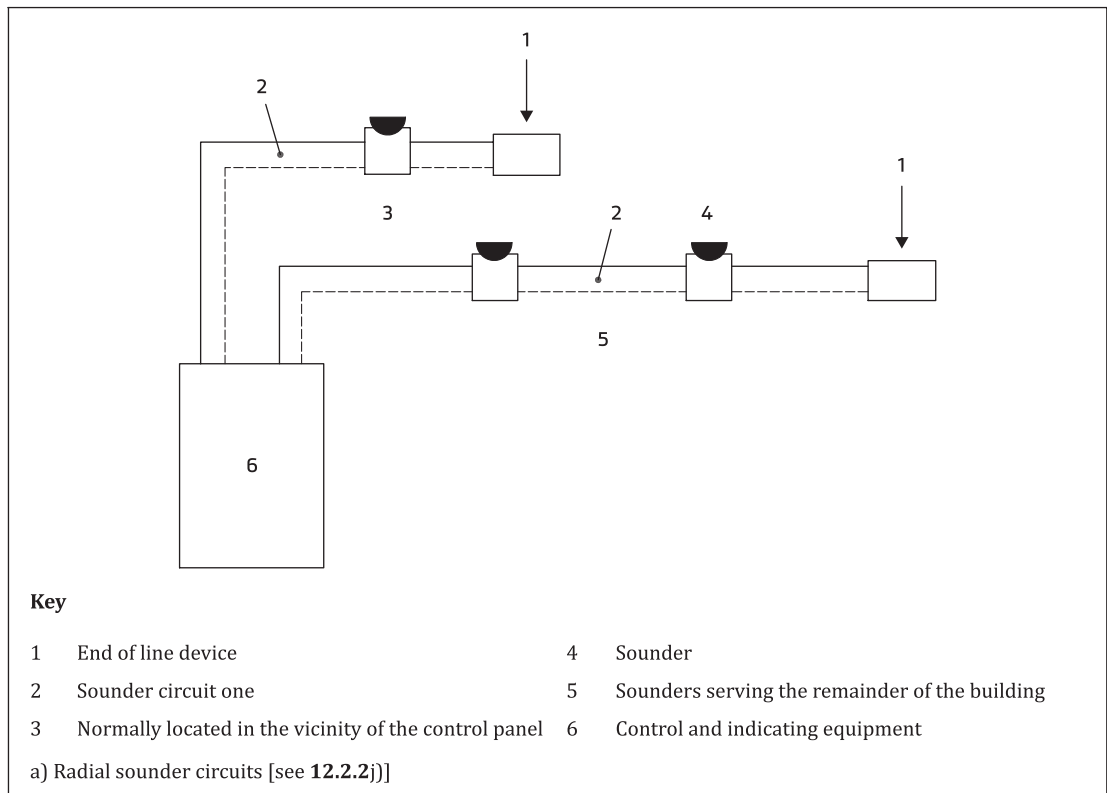 1
2
1
3
2
4
5
6
Key
1 End of line device
4 Sounder
2 Sounder circuit one
5 Sounders serving the remainder of the building
3 Normally located in the vicinity of the control panel
6 Control and indicating equipment
a) Radial sounder circuits [see 12.2.2j)]